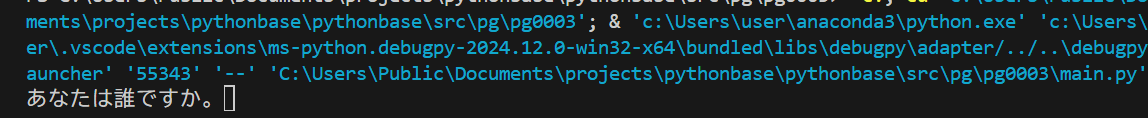 ments\projects\pythonbase\pythonbase\src\pg\pg0003'; & 'c:\Users\user\anaconda3\python.exe' 'c:\Users\
er\.vscode\extensions\ms-python.debugpy-2024.12.0-win32-x64\bundled\libs\debugpy\adapter/../..\debugpy
auncher' '55343' '--' 'C:\Users\Public\Documents\projects\pythonbase\pythonbase\src\pg\pg0003\main.py'
あなたは誰ですか。